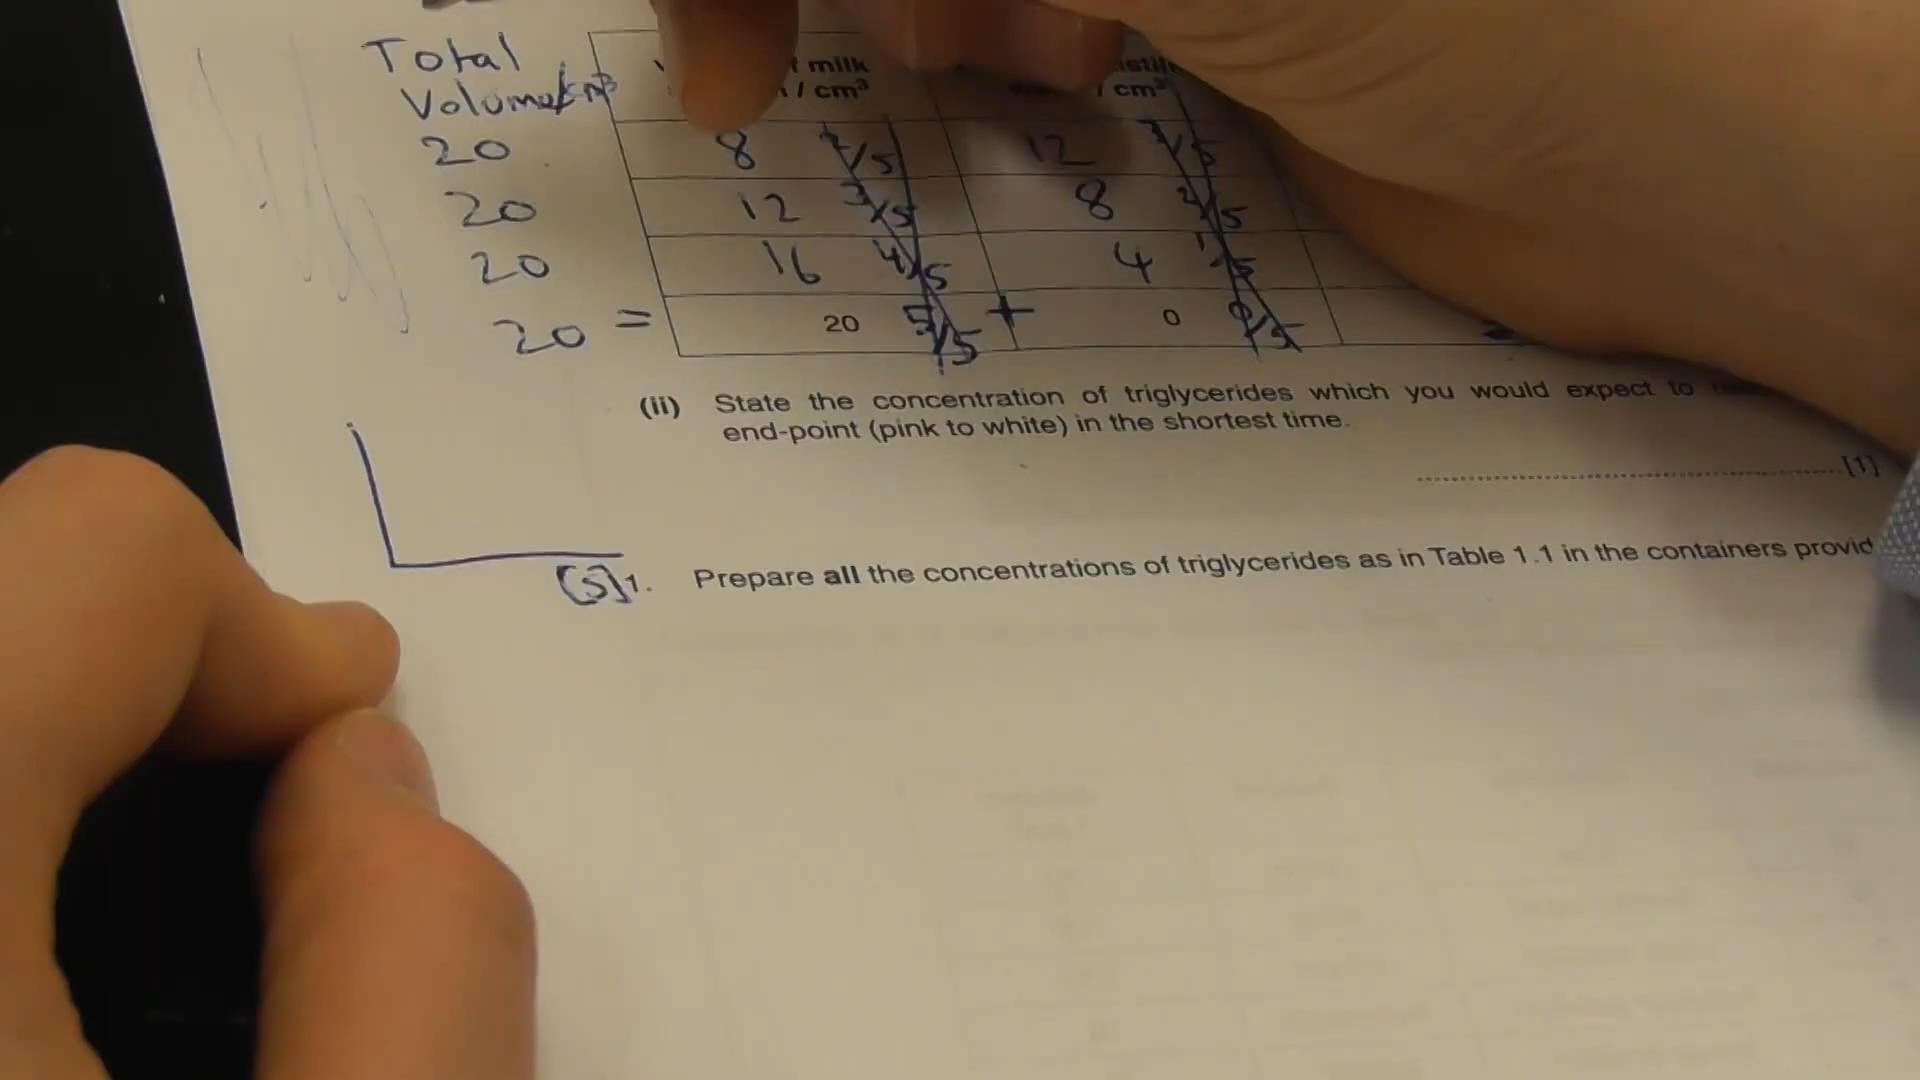 Total milk
Volume/cm³ / cm³ / cm³
20 8 2/5 12 3/5
20 12 3/5 8 2/5
20 16 4/5 4 1/5
20 = 20 5/5 + 0 0/5
(ii) State the concentration of triglycerides which you would expect to
end-point (pink to white) in the shortest time.
[1]
(5) 1. Prepare all the concentrations of triglycerides as in Table 1.1 in the containers provid